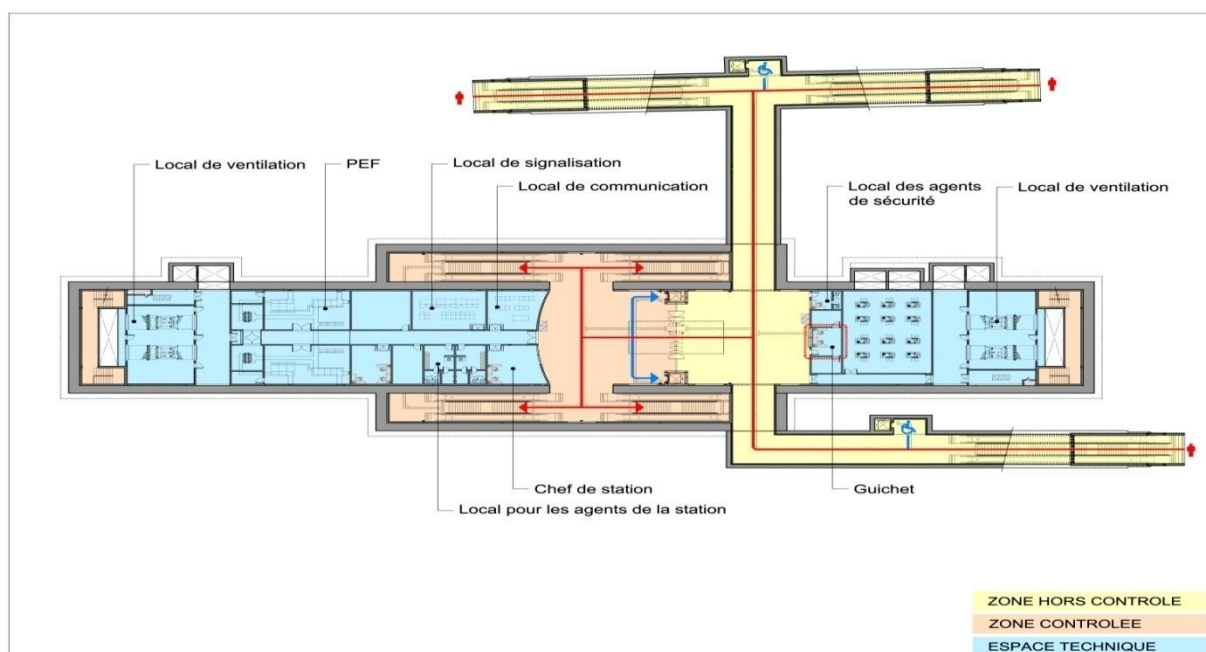 Local de ventilation
PEF
Local de signalisation
Local de communication
Local des agents
de sécurité
Local de ventilation
Chef de station
Local pour les agents de la station
Guichet
ZONE HORS CONTROLE
ZONE CONTROLEE
ESPACE TECHNIQUE